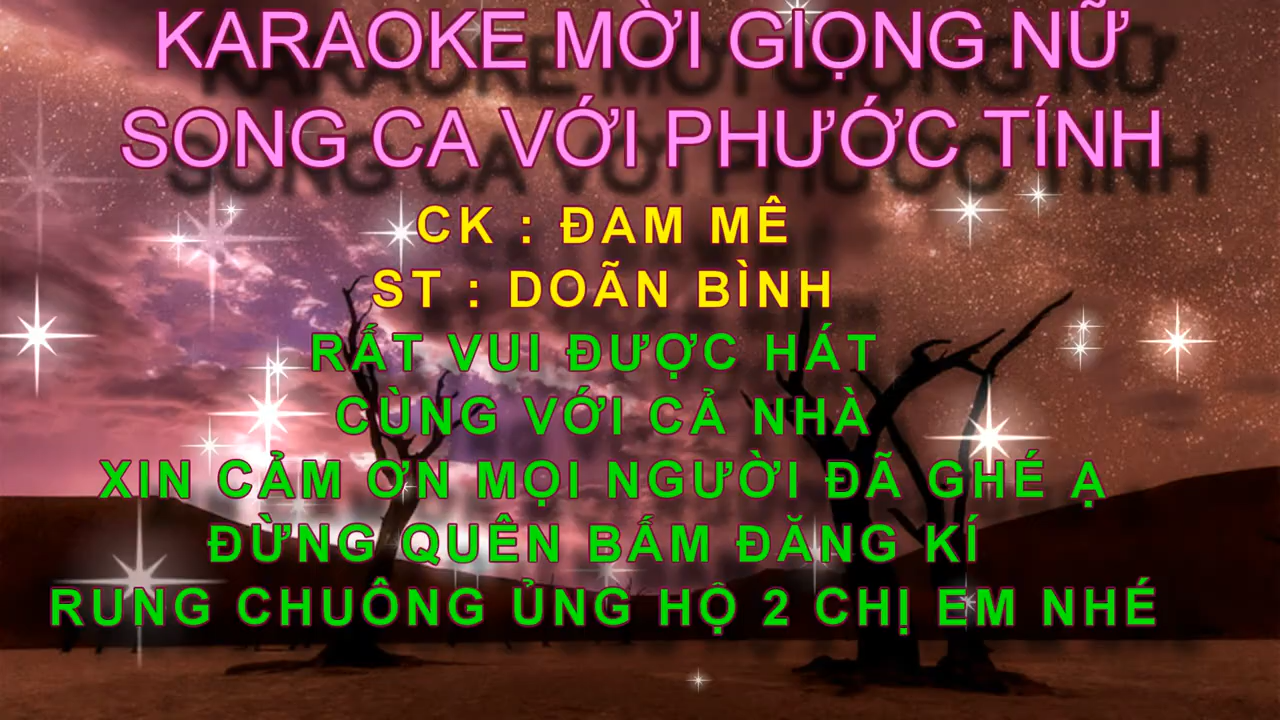 KARAOKE MỜI GIỌNG NỮ
SONG CA VỚI PHƯỚC TÍNH
CK : ĐAM MÊ
ST : DOÃN BÌNH
RẤT VUI ĐƯỢC HÁT
CÙNG VỚI CẢ NHÀ
XIN CẢM ƠN MỌI NGƯỜI ĐÃ GHÉ Ạ
ĐỪNG QUÊN BẤM ĐĂNG KÍ
RUNG CHUÔNG ỦNG HỘ 2 CHỊ EM NHÉ